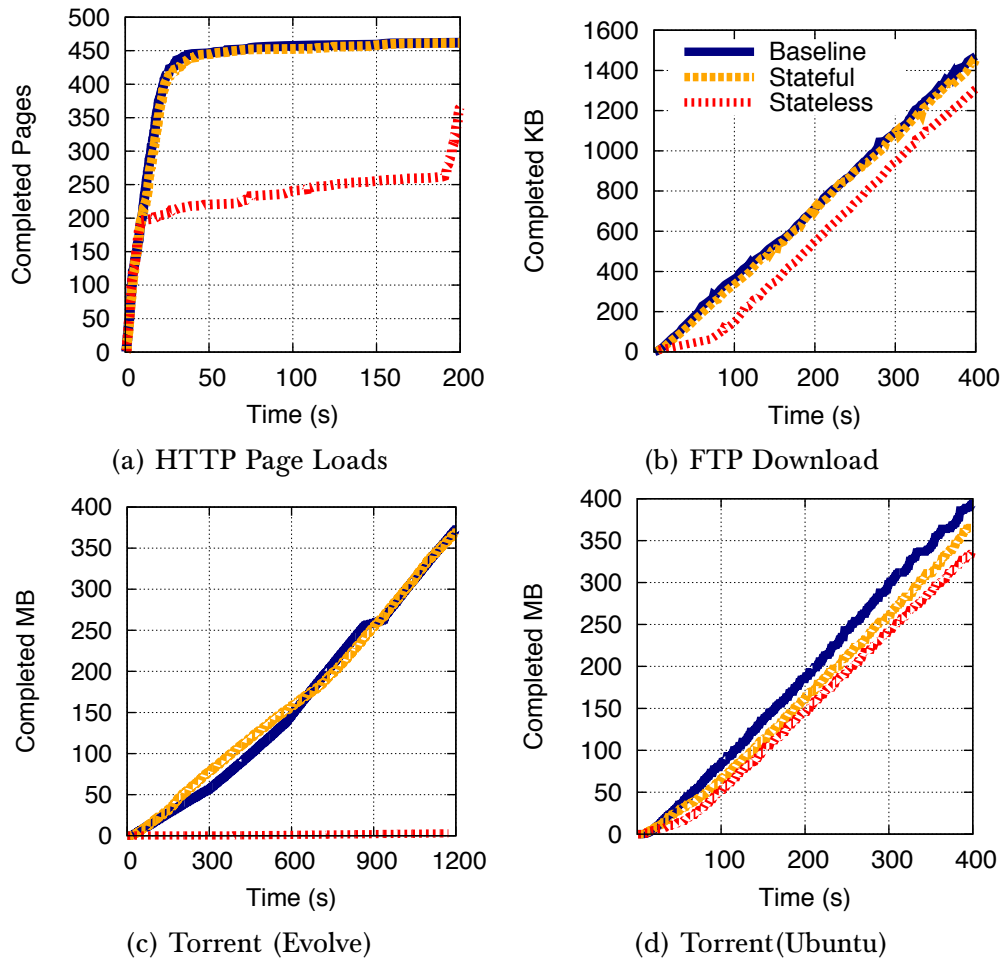 500
450
400
350
300
250
200
150
100
50
0
Completed Pages
0 50 100 150 200
Time (s)
(a) HTTP Page Loads
1600
1400
1200
1000
800
600
400
200
0
Completed KB
Baseline
Stateful
Stateless
100 200 300 400
Time (s)
(b) FTP Download
400
350
300
250
200
150
100
50
0
Completed MB
0 300 600 900 1200
Time (s)
(c) Torrent (Evolve)
400
350
300
250
200
150
100
50
0
Completed MB
100 200 300 400
Time (s)
(d) Torrent(Ubuntu)